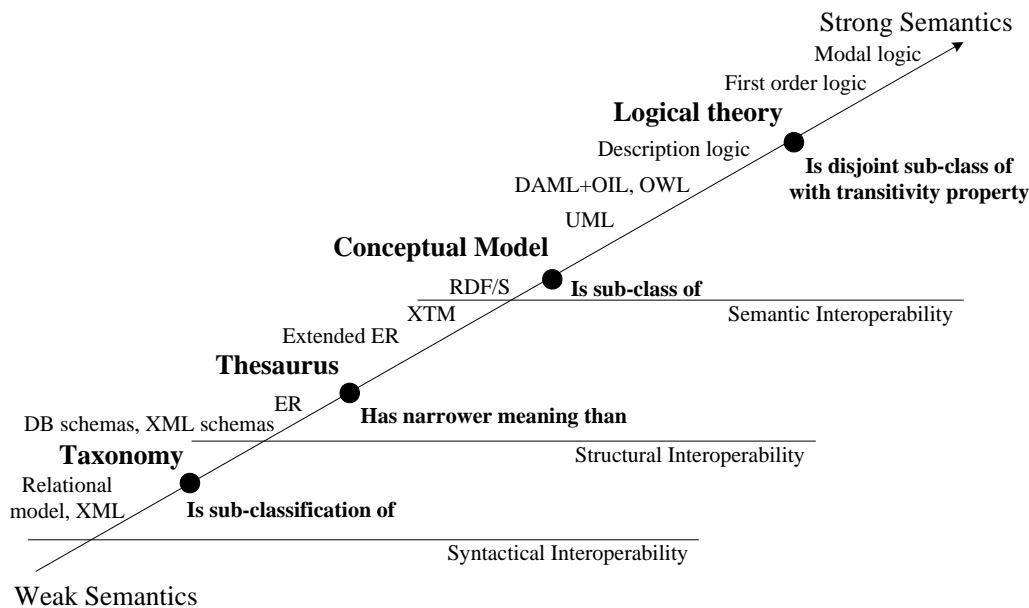 Strong Semantics
Modal logic
First order logic
Logical theory
Description logic
Is disjoint sub-class of
with transitivity property
DAML+OIL, OWL
UML
Conceptual Model
RDF/S
Is sub-class of
XTM
Semantic Interoperability
Extended ER
Thesaurus
ER
Has narrower meaning than
DB schemas, XML schemas
Taxonomy
Structural Interoperability
Relational
model, XML
Is sub-classification of
Syntactical Interoperability
Weak Semantics